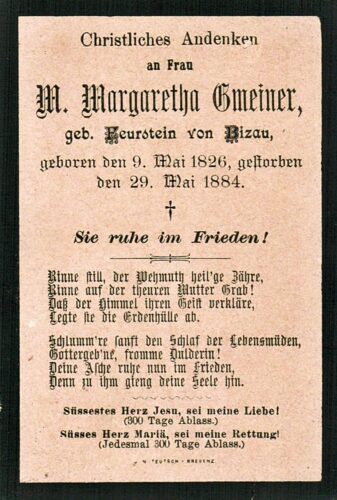 Christliches Andenken
an Frau
M. Margaretha Gmeiner,
geb. Feurstein von Bizau,
geboren den 9. Mai 1826, gestorben
den 29. Mai 1884.
†
Sie ruhe im Frieden!
Rinne still, der Wehmuth heil'ge Zähre,
Rinne auf der theuren Mutter Grab!
Daß der Himmel ihren Geist verkläre,
Legte sie die Erdenhülle ab.
Schlumm're sanft den Schlaf der Lebensmüden,
Gottergeb'ne, fromme Dulderin!
Deine Asche ruhe nun im Frieden,
Denn zu ihm gieng deine Seele hin.
Süssestes Herz Jesu, sei meine Liebe!
(300 Tage Ablass.)
Süsses Herz Mariä, sei meine Rettung!
(Jedesmal 300 Tage Ablass.)
TEUTSCH - BREGENZ